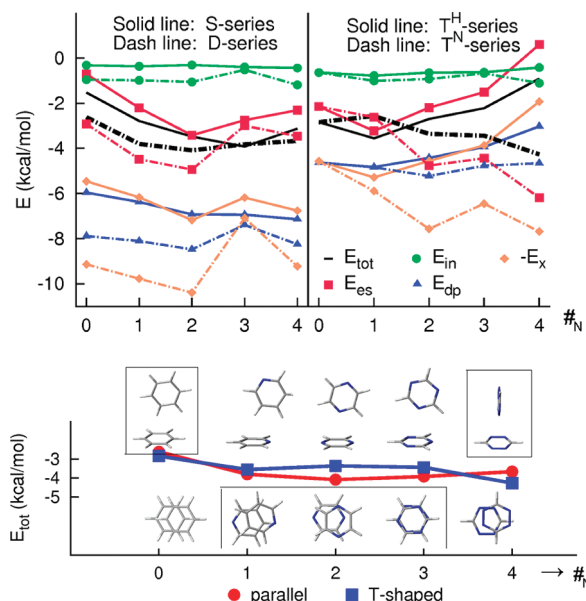 Solid line: S-series
Dash line: D-series
Solid line: T^H-series
Dash line: T^N-series
E (kcal/mol)
0
-2
-4
-6
-8
-10
E_tot
E_in
-E_x
E_es
E_dp
0 1 2 3 4 0 1 2 3 4 #_N
E_tot (kcal/mol)
-3
-4
-5
0 1 2 3 4 → #_N
parallel T-shaped